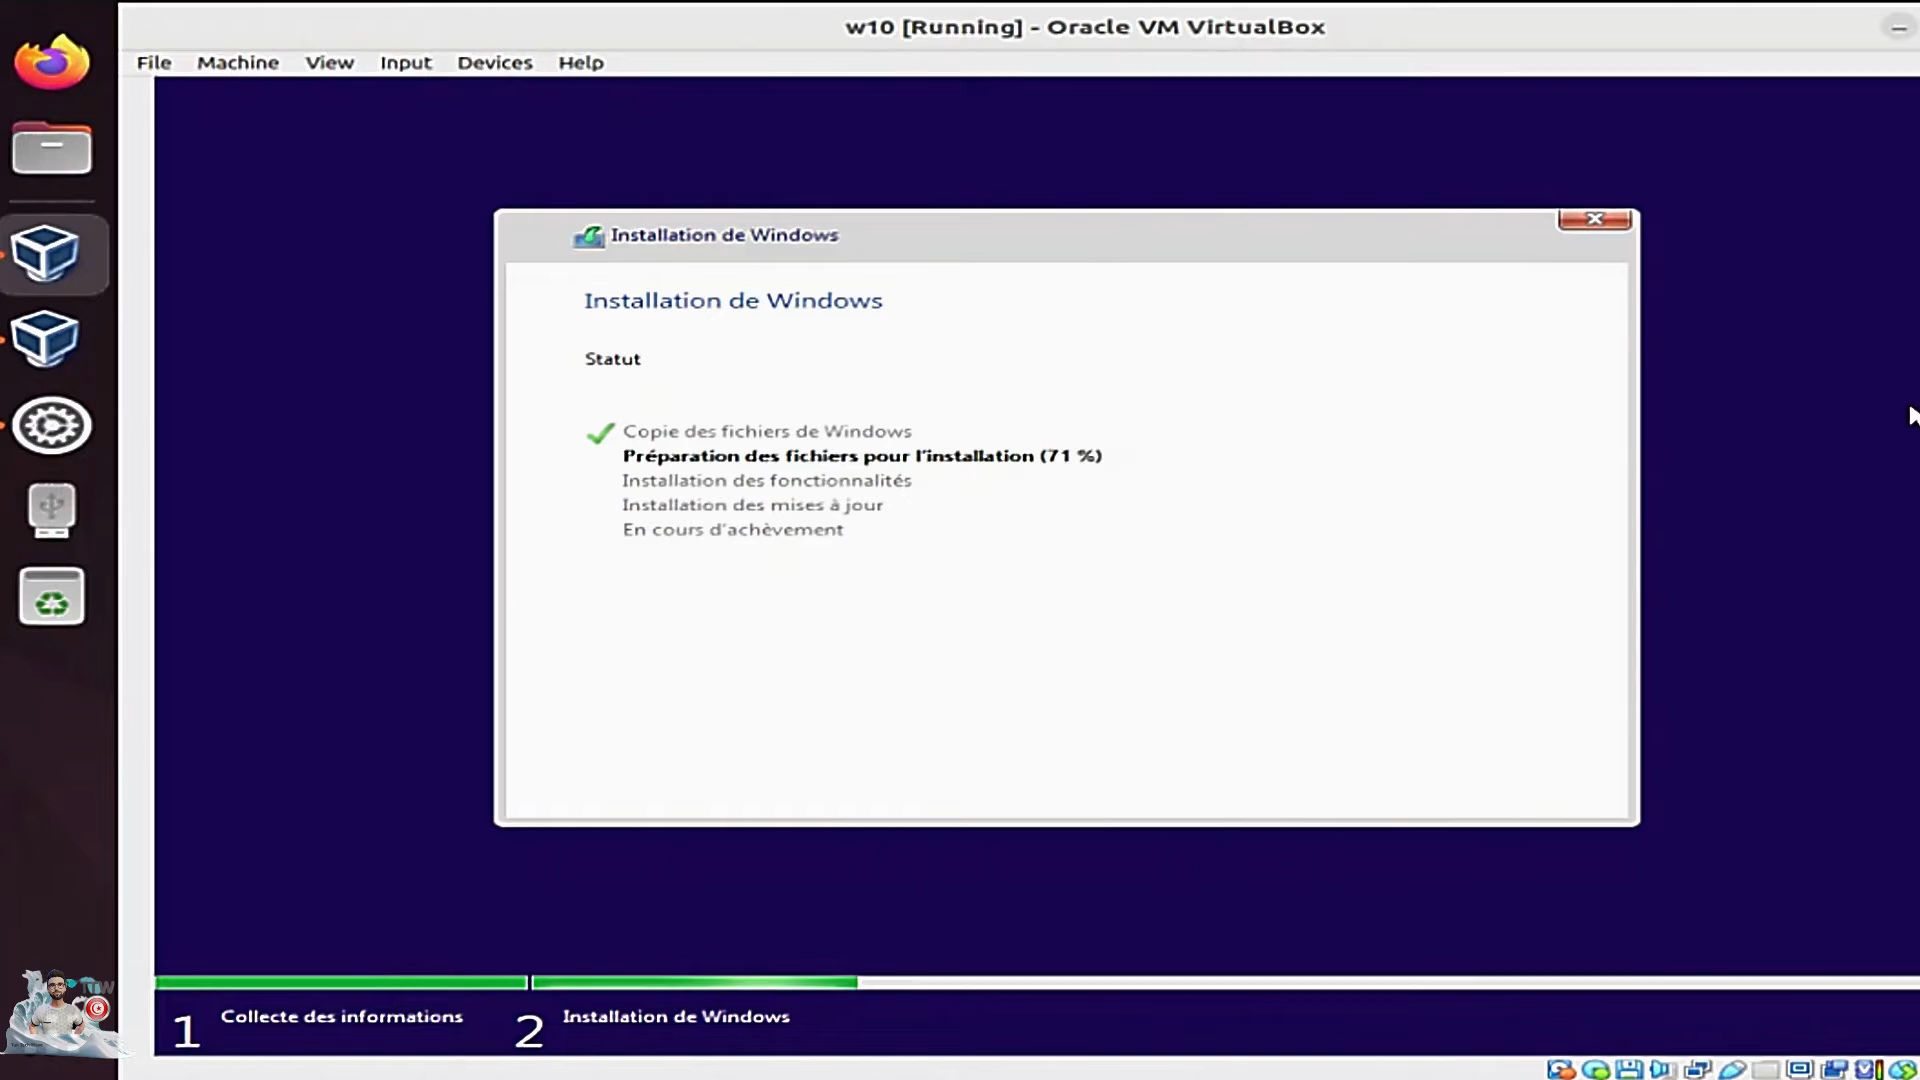 w10 [Running] - Oracle VM VirtualBox
File Machine View Input Devices Help
Installation de Windows
Installation de Windows
Statut
Copie des fichiers de Windows
Préparation des fichiers pour l'installation (71 %)
Installation des fonctionnalités
Installation des mises à jour
En cours d'achèvement
1 Collecte des informations
2 Installation de Windows
TTW